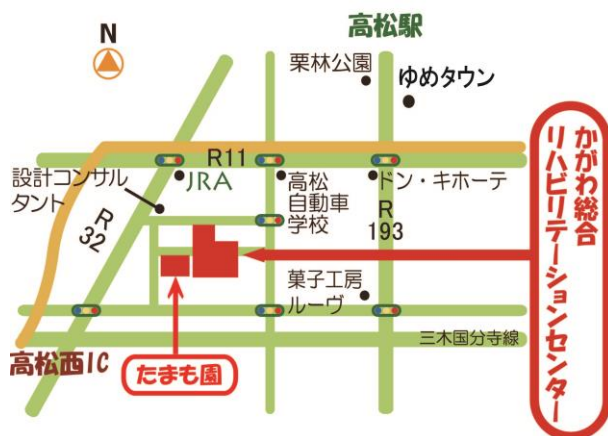 高松駅
N
栗林公園
ゆめタウン
かがわ総合
リハビリテーションセンター
R11
設計コンサル
タント
JRA
高松
自動車
学校
ドン・キホーテ
R
32
R
193
菓子工房
ルーヴ
三木国分寺線
高松西IC
たまも園